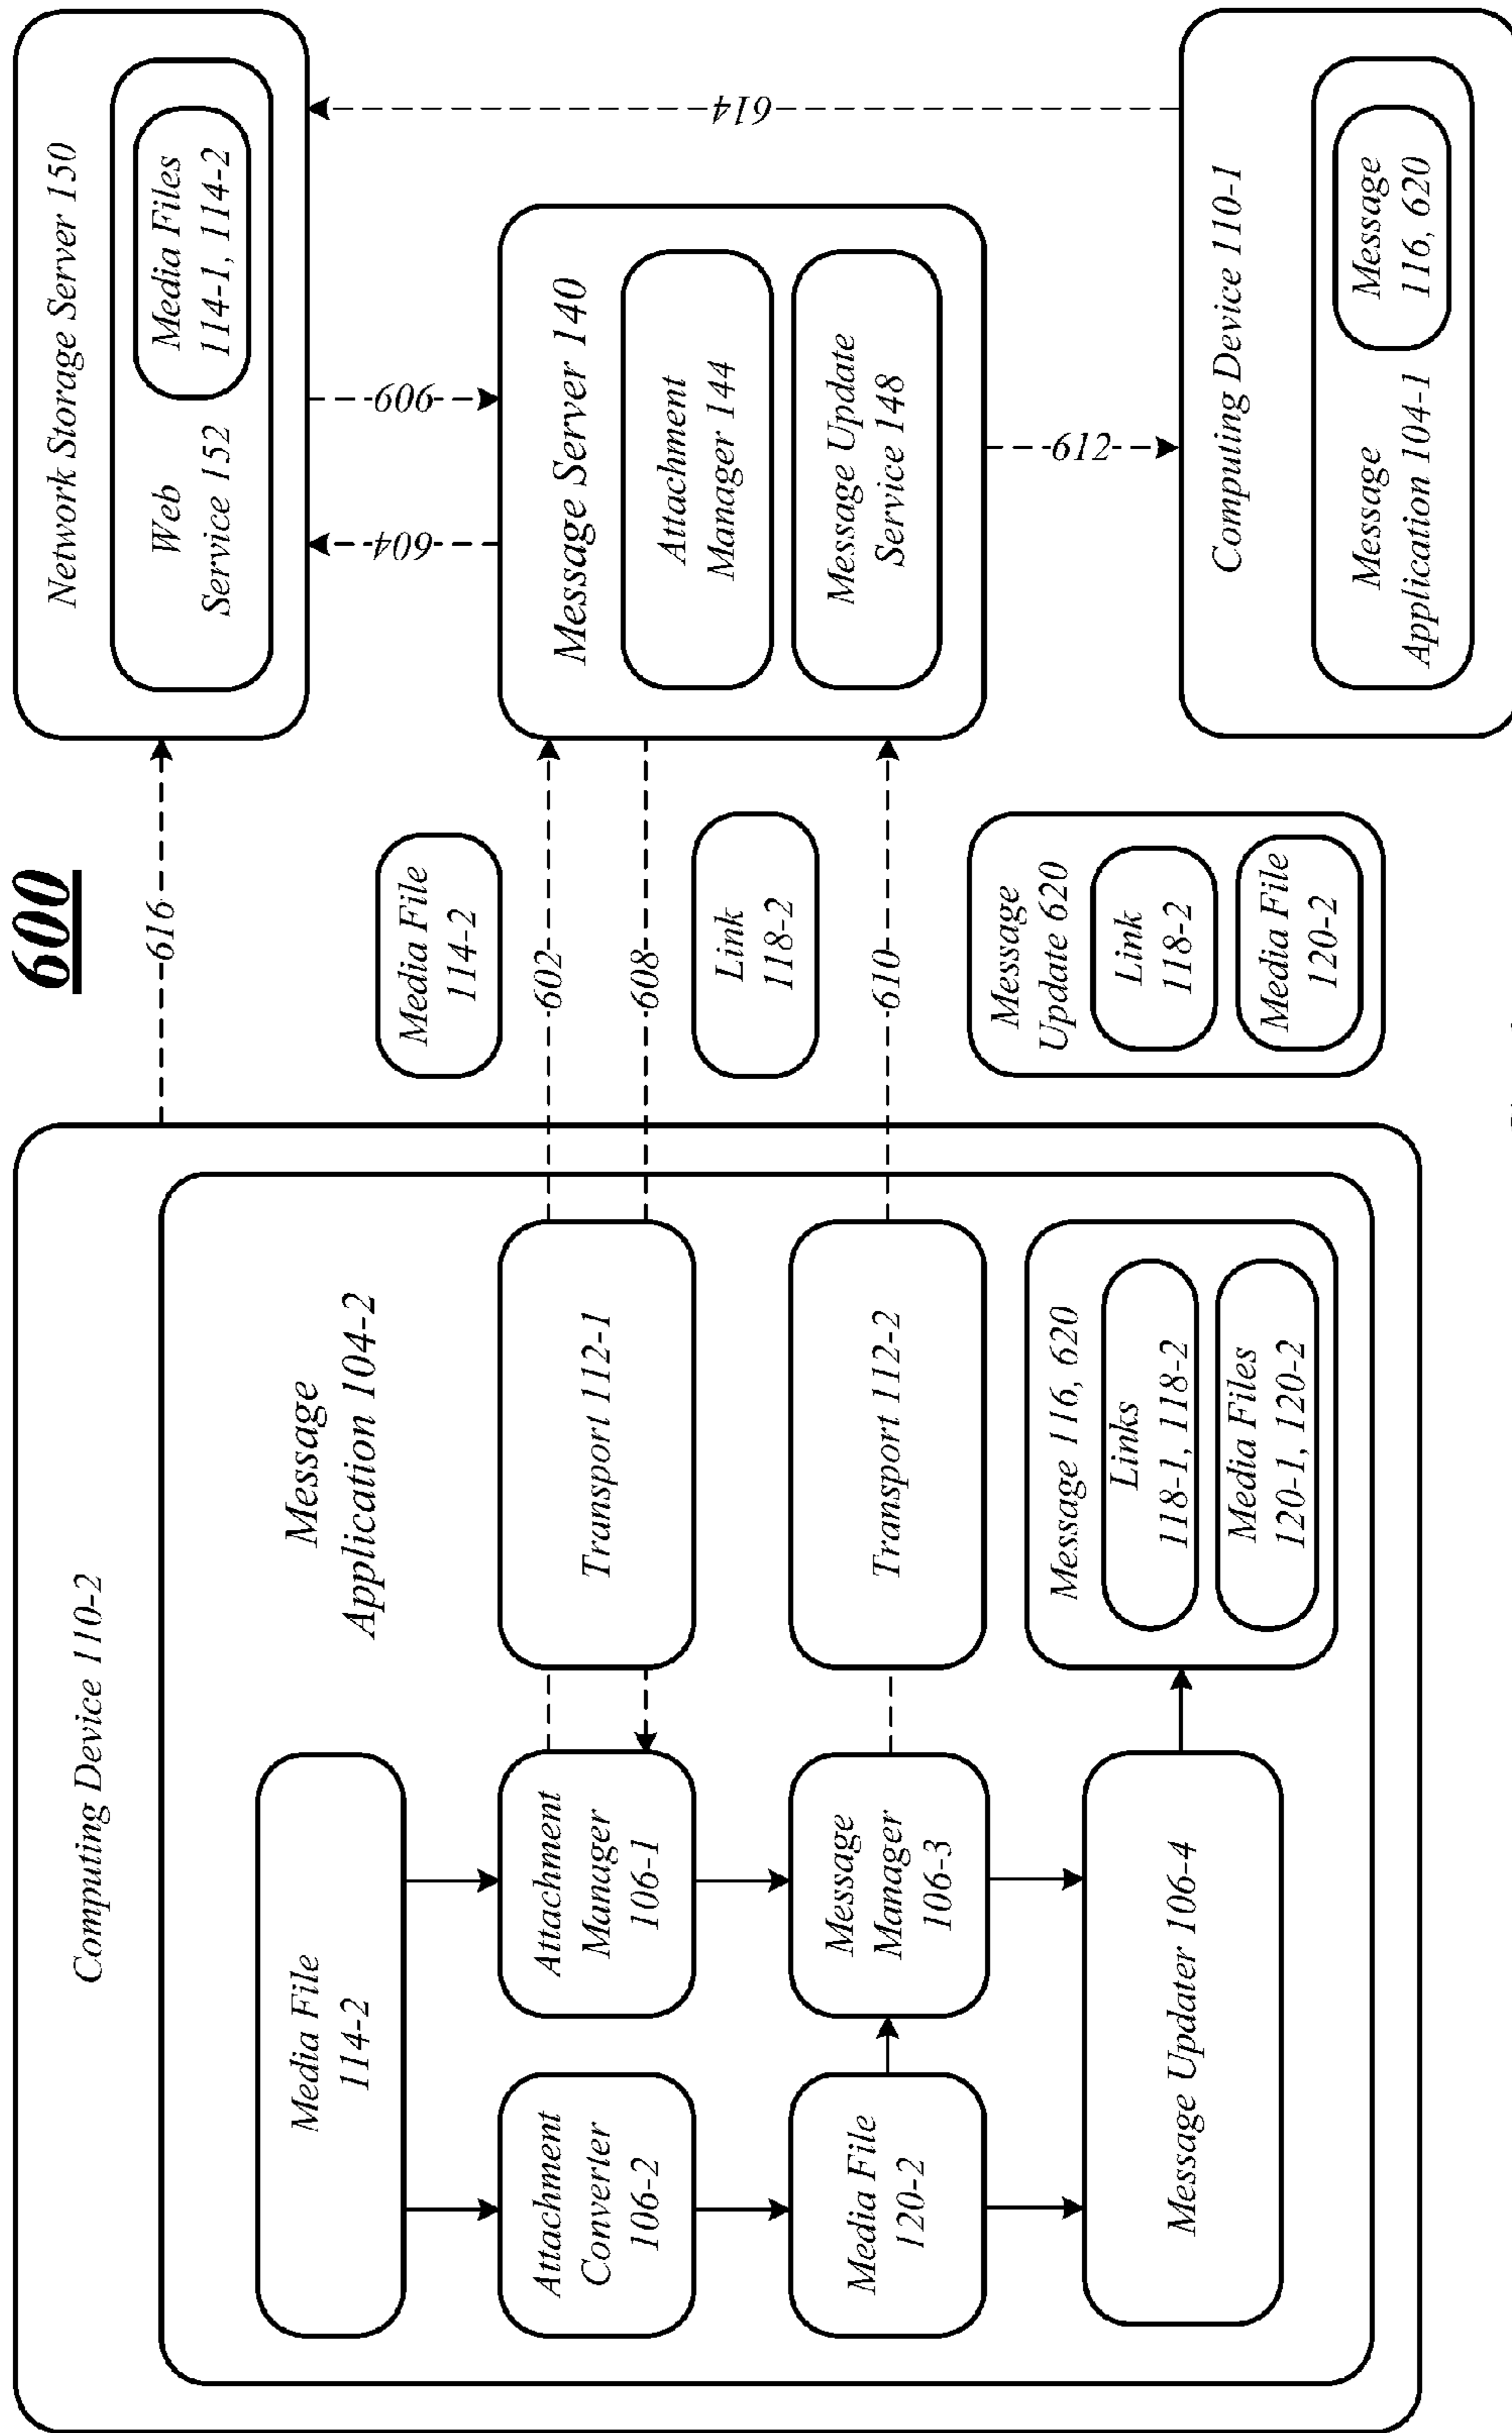 600
Computing Device 110-2
Message
Application 104-2
Media File
114-2
Attachment
Converter
106-2
Attachment
Manager
106-1
Transport 112-1
Media File
120-2
Message
Manager
106-3
Transport 112-2
Message Updater 106-4
Message 116, 620
Links
118-1, 118-2
Media Files
120-1, 120-2
616
Media File
114-2
602
608
Link
118-2
610
Message
Update 620
Link
118-2
Media File
120-2
Network Storage Server 150
Web
Service 152
Media Files
114-1, 114-2
604
606
614
Message Server 140
Attachment
Manager 144
Message Update
Service 148
612
Computing Device 110-1
Message
Application 104-1
Message
116, 620